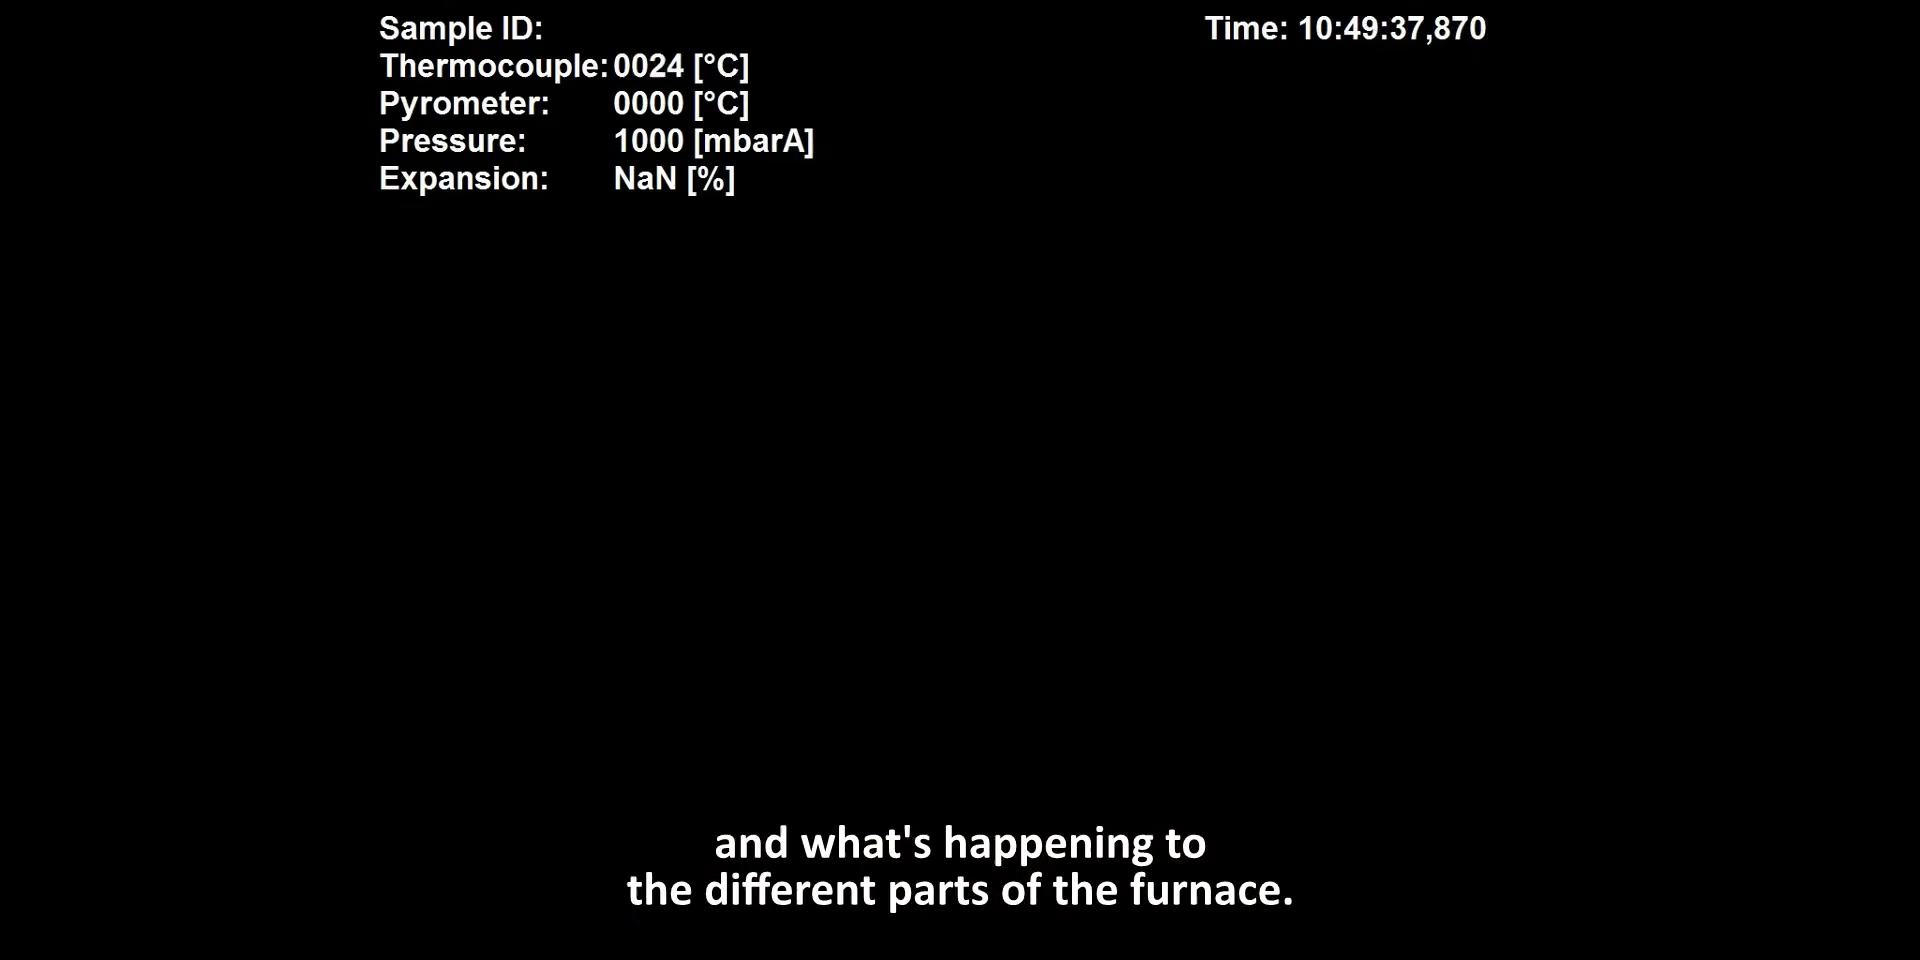 Sample ID:
Time: 10:49:37,870
Thermocouple: 0024 [°C]
Pyrometer: 0000 [°C]
Pressure: 1000 [mbarA]
Expansion: NaN [%]
and what's happening to
the different parts of the furnace.